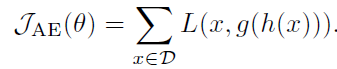 𝒥_AE(θ) = ∑_{x∈𝒟} L(x, g(h(x))).